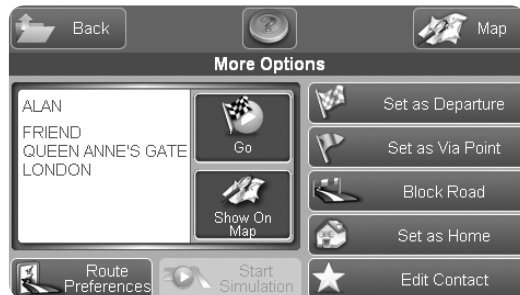 Back
Map
More Options
ALAN
FRIEND
QUEEN ANNE'S GATE
LONDON
Go
Show On
Map
Set as Departure
Set as Via Point
Block Road
Set as Home
Edit Contact
Route
Preferences
Start
Simulation